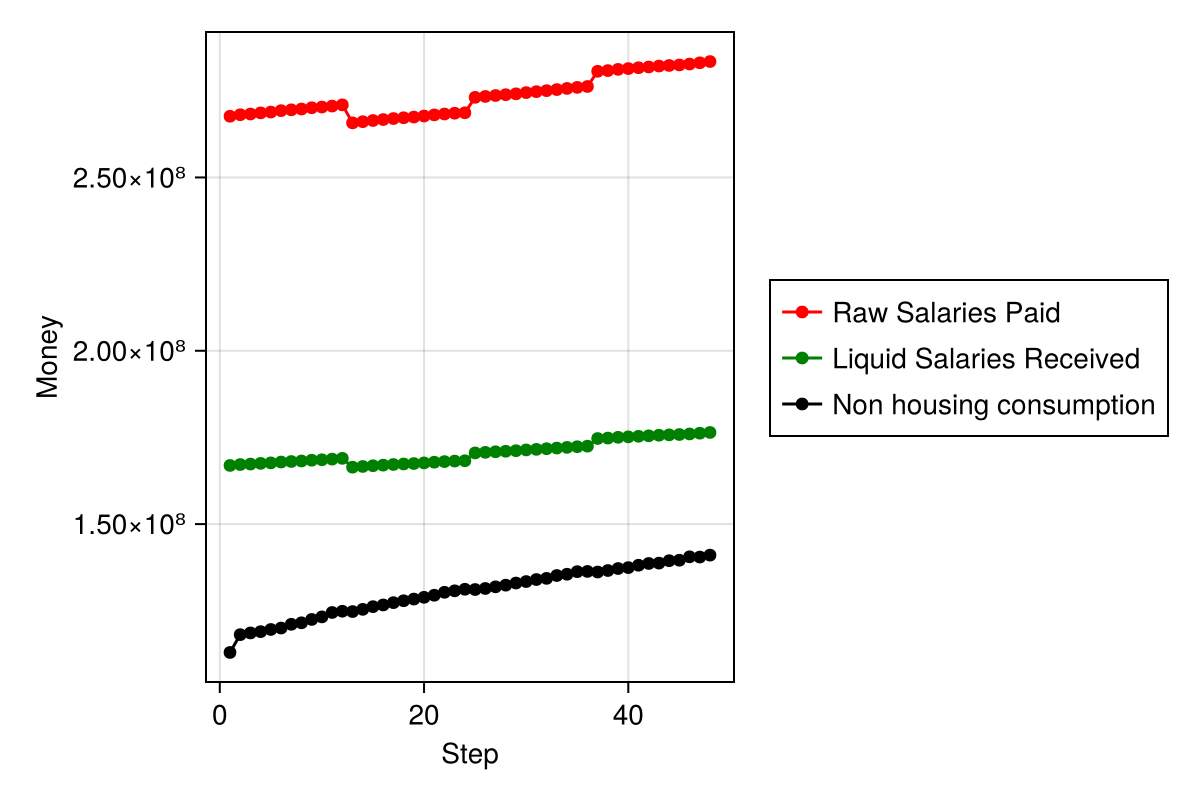 2.50×10⁸
2.00×10⁸
1.50×10⁸
Money
0 20 40
Step
Raw Salaries Paid
Liquid Salaries Received
Non housing consumption